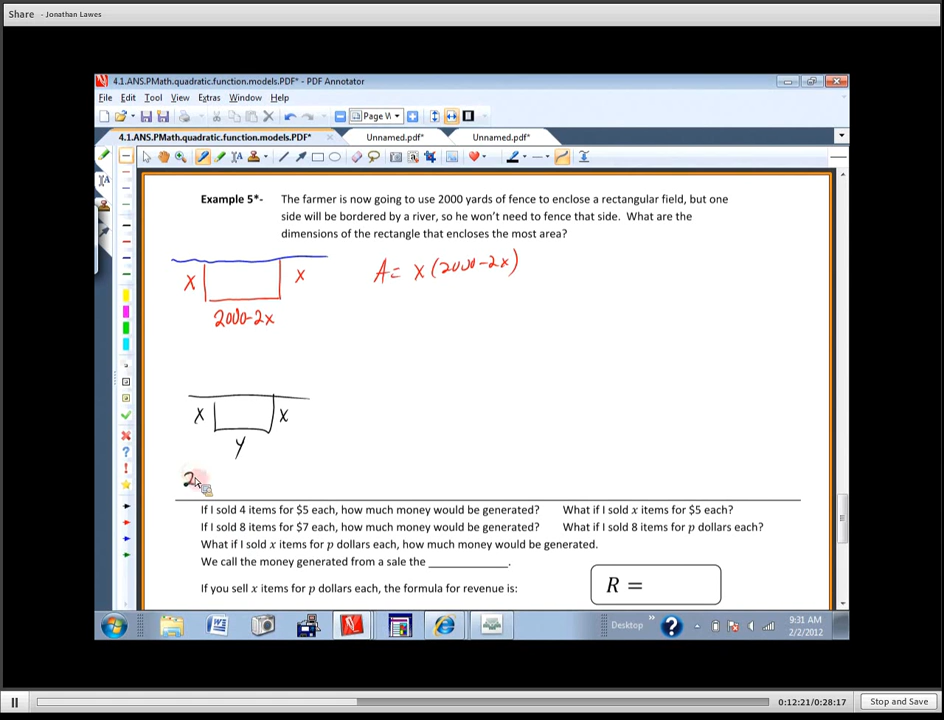 Share - Jonathan Lawes
4.1.ANS.PMath.quadratic.function.models.PDF* - PDF Annotator
File Edit Tool View Extras Window Help
Page W
4.1.ANS.PMath.quadratic.function.models.PDF* Unnamed.pdf* Unnamed.pdf*
Example 5*- The farmer is now going to use 2000 yards of fence to enclose a rectangular field, but one
side will be bordered by a river, so he won't need to fence that side. What are the
dimensions of the rectangle that encloses the most area?
A = x (2000-2x)
x x
2000-2x
x x
y
2
If I sold 4 items for $5 each, how much money would be generated? What if I sold x items for $5 each?
If I sold 8 items for $7 each, how much money would be generated? What if I sold 8 items for p dollars each?
What if I sold x items for p dollars each, how much money would be generated.
We call the money generated from a sale the ____________.
If you sell x items for p dollars each, the formula for revenue is: R =
Desktop » 9:31 AM
2/2/2012
0:12:21/0:28:17 Stop and Save